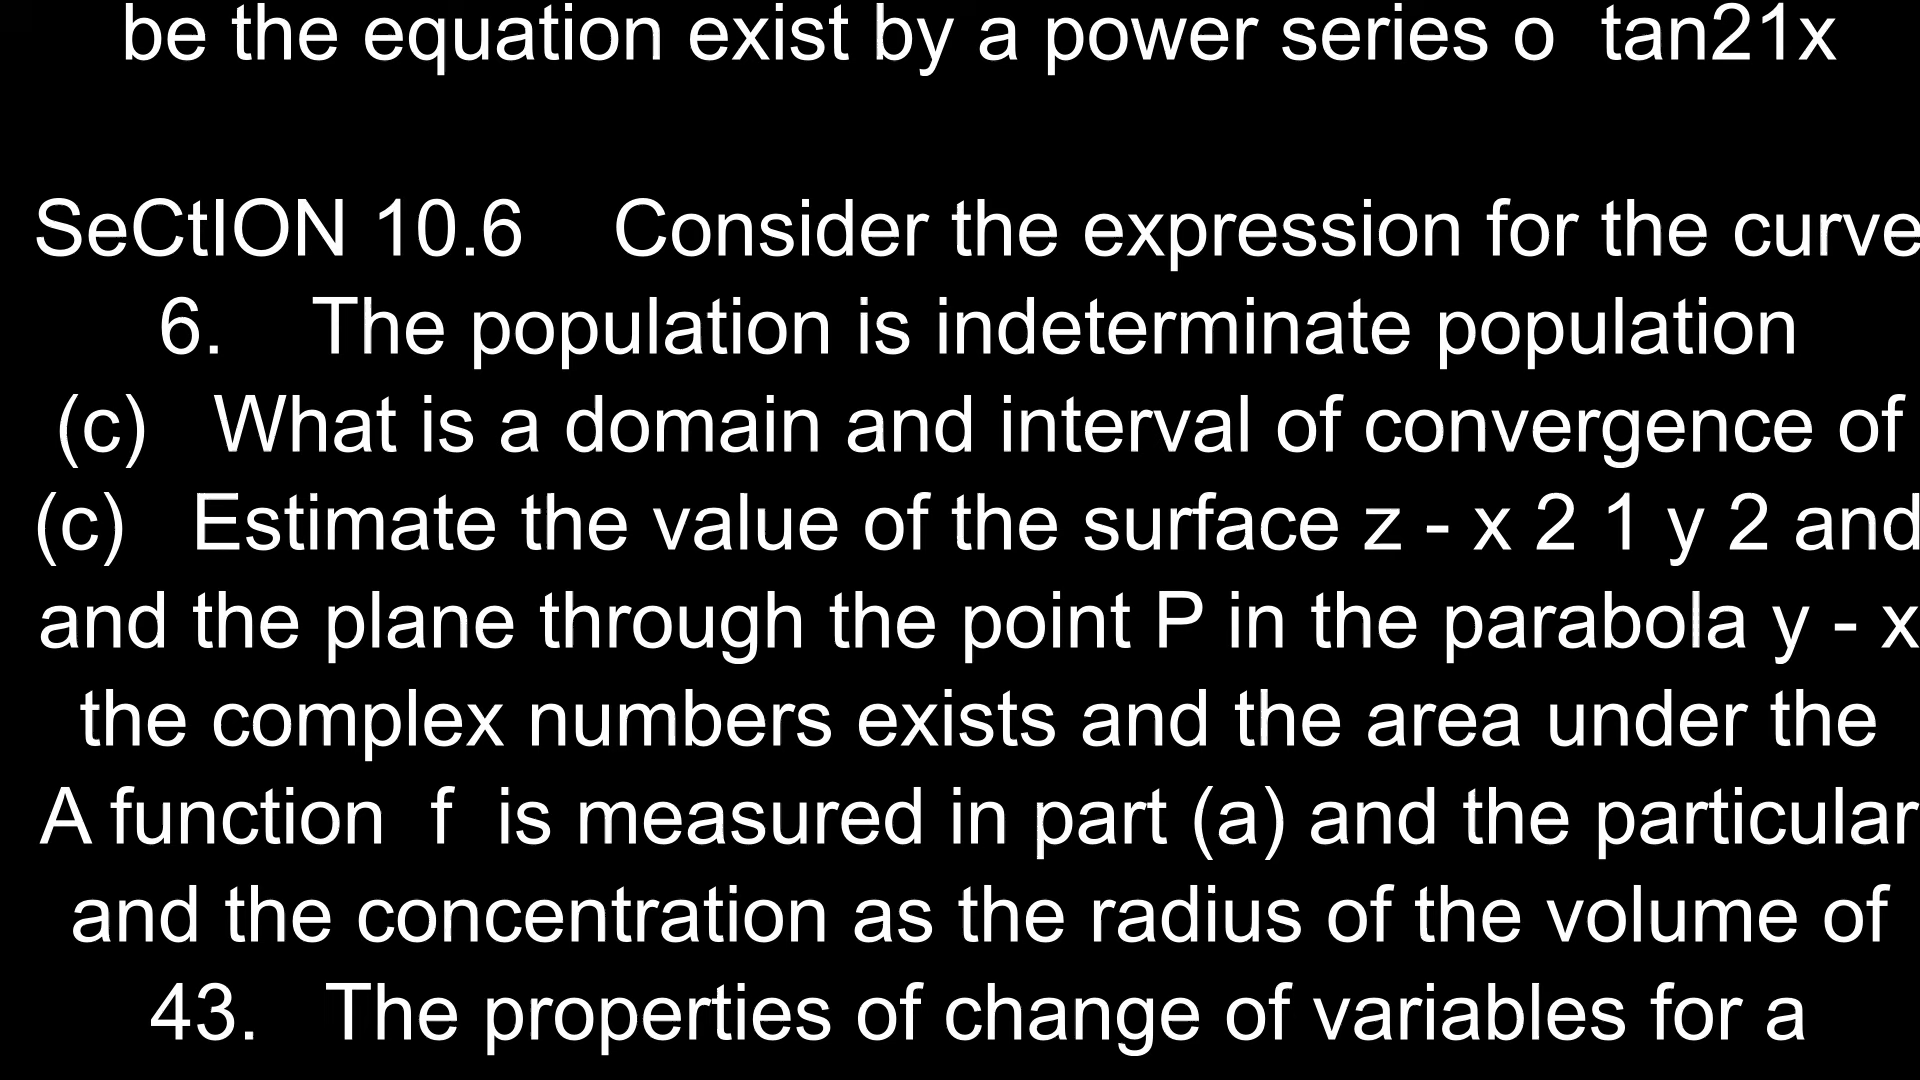 be the equation exist by a power series o tan21x
SeCtION 10.6 Consider the expression for the curve
6. The population is indeterminate population
(c) What is a domain and interval of convergence of
(c) Estimate the value of the surface z - x 2 1 y 2 and
and the plane through the point P in the parabola y - x
the complex numbers exists and the area under the
A function f is measured in part (a) and the particular
and the concentration as the radius of the volume of
43. The properties of change of variables for a